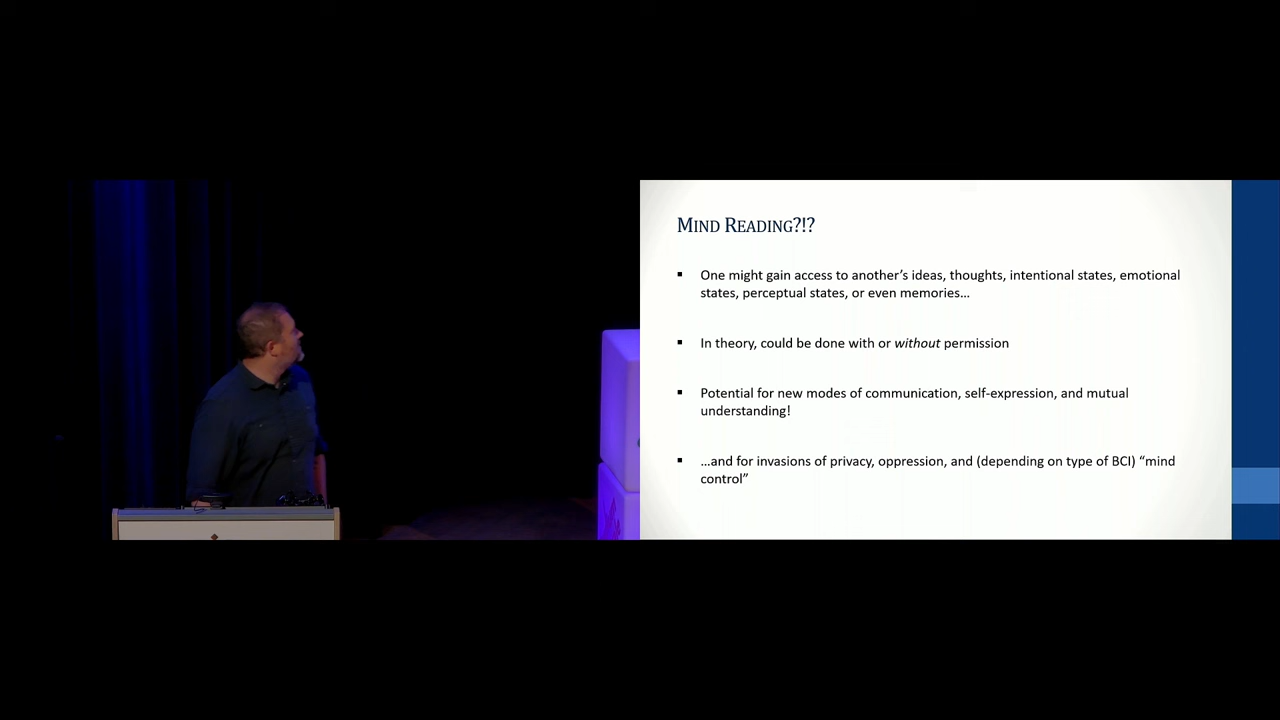 MIND READING?!?
▪ One might gain access to another’s ideas, thoughts, intentional states, emotional
states, perceptual states, or even memories…
▪ In theory, could be done with or without permission
▪ Potential for new modes of communication, self-expression, and mutual
understanding!
▪ …and for invasions of privacy, oppression, and (depending on type of BCI) “mind
control”